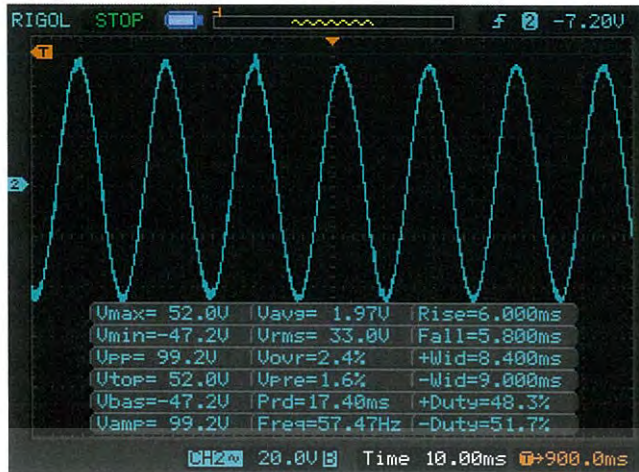 RIGOL STOP T f 2 -7.20V
T
2
Vmax= 52.0V Vavg= 1.97V Rise=6.000ms
Vmin=-47.2V Vrms= 33.0V Fall=5.800ms
Vpp= 99.2V Vovr=2.4% +Wid=8.400ms
Vtop= 52.0V Vpre=1.6% -Wid=9.000ms
Vbas=-47.2V Prd=17.40ms +Duty=48.3%
Vamp= 99.2V Freq=57.47Hz -Duty=51.7%
CH2~ 20.0V B Time 10.00ms T→900.0ms